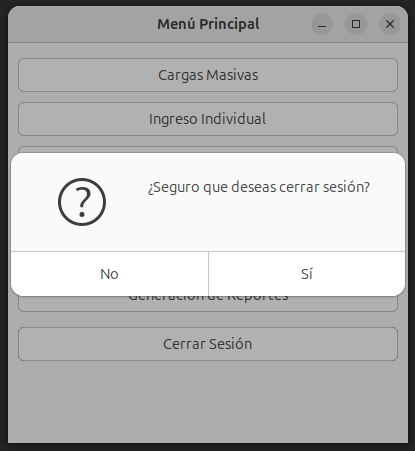 Menú Principal
Cargas Masivas
Ingreso Individual
?
¿Seguro que deseas cerrar sesión?
No
Sí
Generación de Reportes
Cerrar Sesión